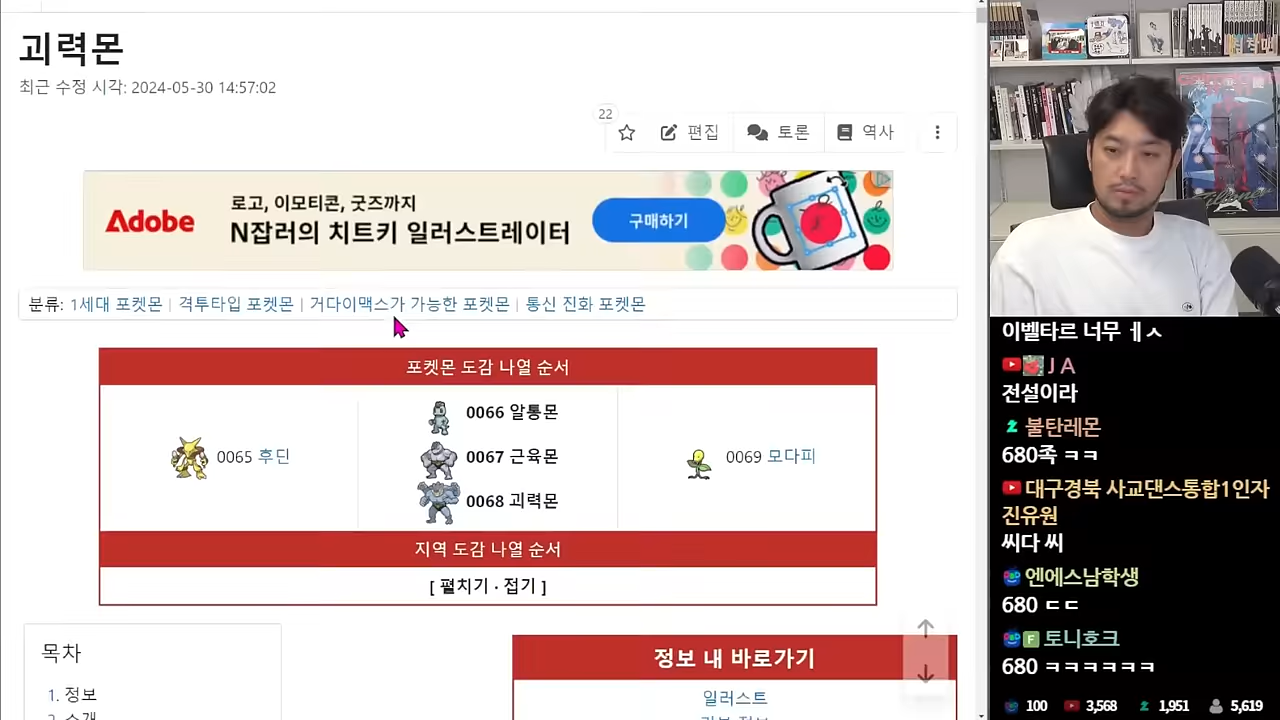 괴력몬
최근 수정 시각: 2024-05-30 14:57:02
22
편집
토론
역사
Adobe
로고, 이모티콘, 굿즈까지
N잡러의 치트키 일러스트레이터
구매하기
분류: 1세대 포켓몬 | 격투타입 포켓몬 | 거다이맥스가 가능한 포켓몬 | 통신 진화 포켓몬
포켓몬 도감 나열 순서
0065 후딘
0066 알통몬
0067 근육몬
0068 괴력몬
0069 모다피
지역 도감 나열 순서
[ 펼치기 · 접기 ]
목차
1. 정보
2. 소개
정보 내 바로가기
일러스트
이벨타르 너무 ㅔㅅ
J A
전설이라
불탄레몬
680족 ㅋㅋ
대구경북 사교댄스통합1인자
진유원
씨다 씨
엔에스남학생
680 ㄷㄷ
F 토니호크
680 ㅋㅋㅋㅋㅋㅋ
100 3,568 1,951 5,619